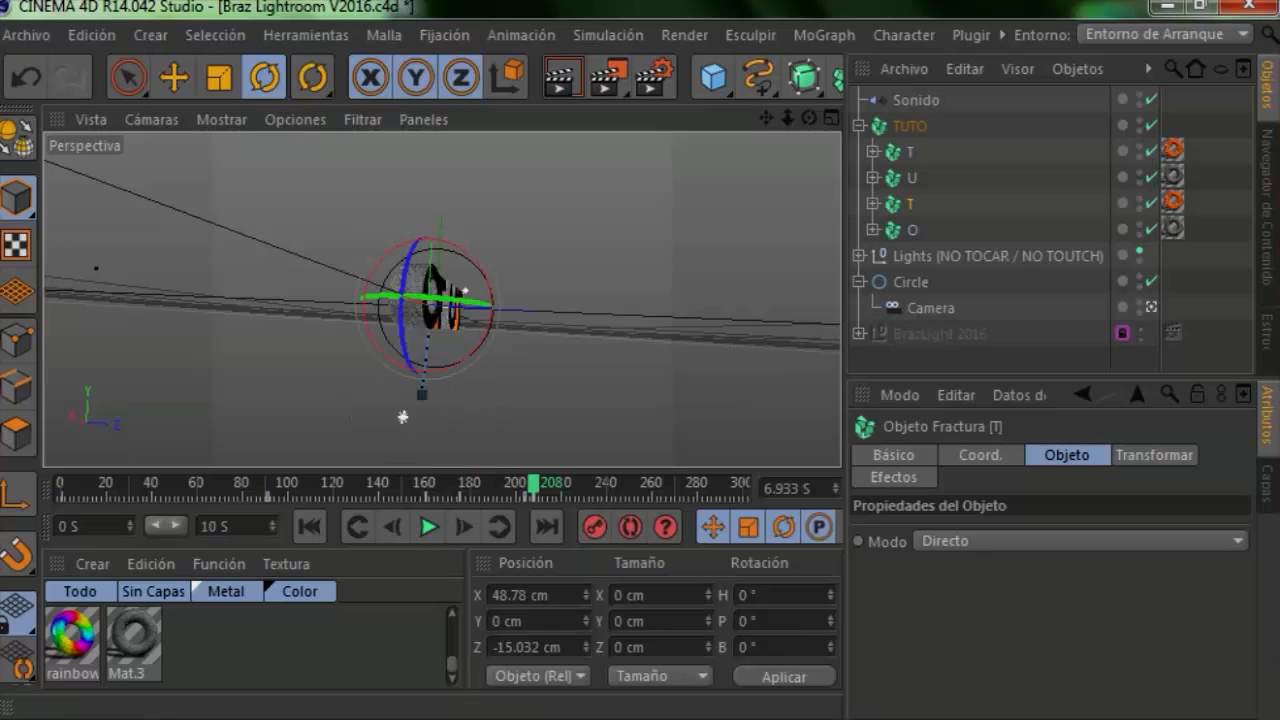 CINEMA 4D R14.042 Studio - [Braz Lightroom V2016.c4d *]
Archivo Edición Crear Selección Herramientas Malla Fijación Animación Simulación Render Esculpir MoGraph Character Plugir Entorno: Entorno de Arranque
X Y Z
Archivo Editar Visor Objetos
Vista Cámaras Mostrar Opciones Filtrar Paneles
Perspectiva
Sonido
TUTO
T
U
T
O
Lights (NO TOCAR / NO TOUTCH)
Circle
Camera
BrazLight 2016
Objetos
Navegador de Contenido
Estruc
Y
X Z
Modo Editar Datos d
Objeto Fractura [T]
Básico Coord. Objeto Transformar
Efectos
Propiedades del Objeto
Modo Directo
Atributos
Capas
0 20 40 60 80 100 120 140 160 180 200 208 0 220 240 260 280 300 6.933 S
0 S 10 S
P
Crear Edición Función Textura
Todo Sin Capas Metal Color
rainbow Mat.3
Posición Tamaño Rotación
X 48.78 cm X 0 cm H 0 °
Y 0 cm Y 0 cm P 0 °
Z -15.032 cm Z 0 cm B 0 °
Objeto (Rel) Tamaño Aplicar